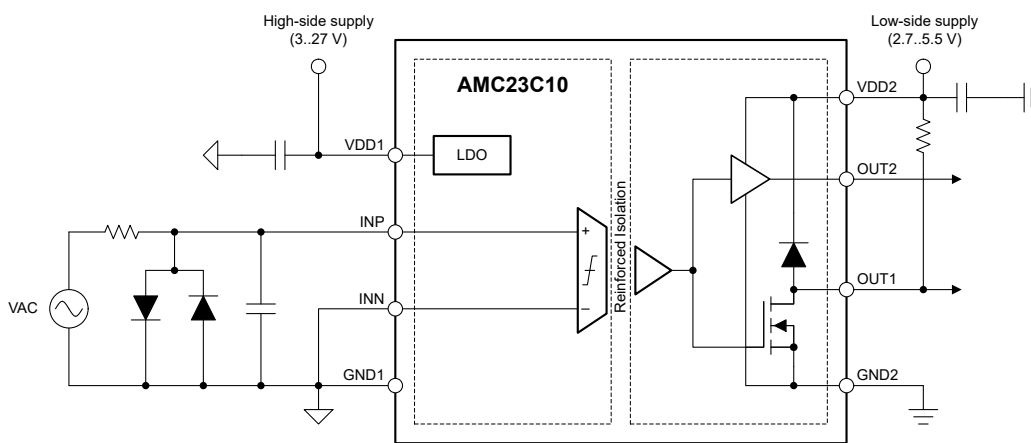 High-side supply
(3..27 V)
Low-side supply
(2.7..5.5 V)
AMC23C10
VDD2
VDD1
LDO
OUT2
INP
+
Reinforced Isolation
VAC
INN
−
OUT1
GND1
GND2